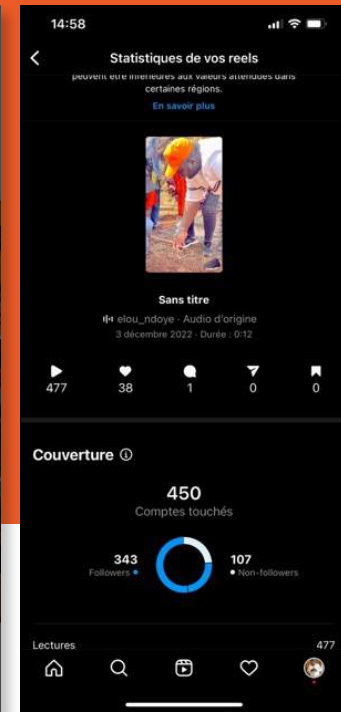 14:58
Statistiques de vos reels
peuvent être inférieures aux valeurs attendues dans
certaines régions.
En savoir plus
Sans titre
elou_ndoye · Audio d'origine
3 décembre 2022 · Durée : 0:12
477 38 1 0 0
Couverture
450
Comptes touchés
343 107
Followers Non-followers
Lectures 477